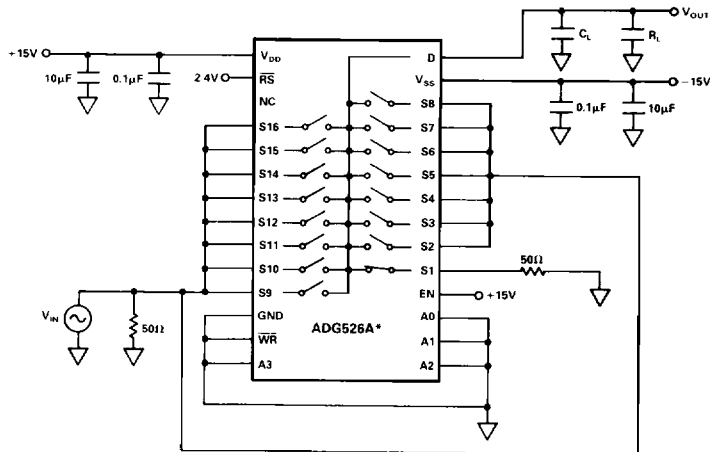 V_OUT
C_L
R_L
+15V
V_DD
D
10µF
0.1µF
2 4V
RS
V_SS
-15V
NC
S8
0.1µF
10µF
S16
S7
S15
S6
S14
S5
S13
S4
S12
S3
S11
S2
S10
S1
50Ω
S9
EN
+15V
V_IN
50Ω
GND
A0
ADG526A*
WR
A1
A3
A2